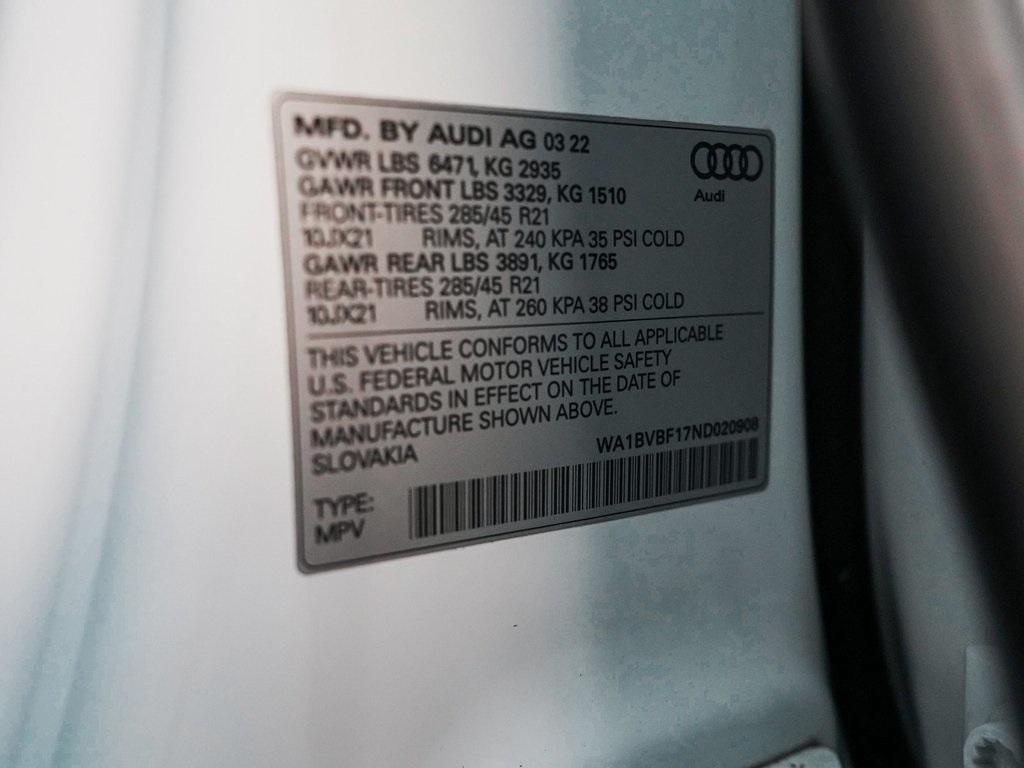 MFD. BY AUDI AG 03 22
GVWR LBS 6471, KG 2935
GAWR FRONT LBS 3329, KG 1510
FRONT-TIRES 285/45 R21
10.0X21 RIMS, AT 240 KPA 35 PSI COLD
GAWR REAR LBS 3891, KG 1765
REAR-TIRES 285/45 R21
10.0X21 RIMS, AT 260 KPA 38 PSI COLD
Audi
THIS VEHICLE CONFORMS TO ALL APPLICABLE
U.S. FEDERAL MOTOR VEHICLE SAFETY
STANDARDS IN EFFECT ON THE DATE OF
MANUFACTURE SHOWN ABOVE.
SLOVAKIA
WA1BVBF17ND020908
TYPE:
MPV